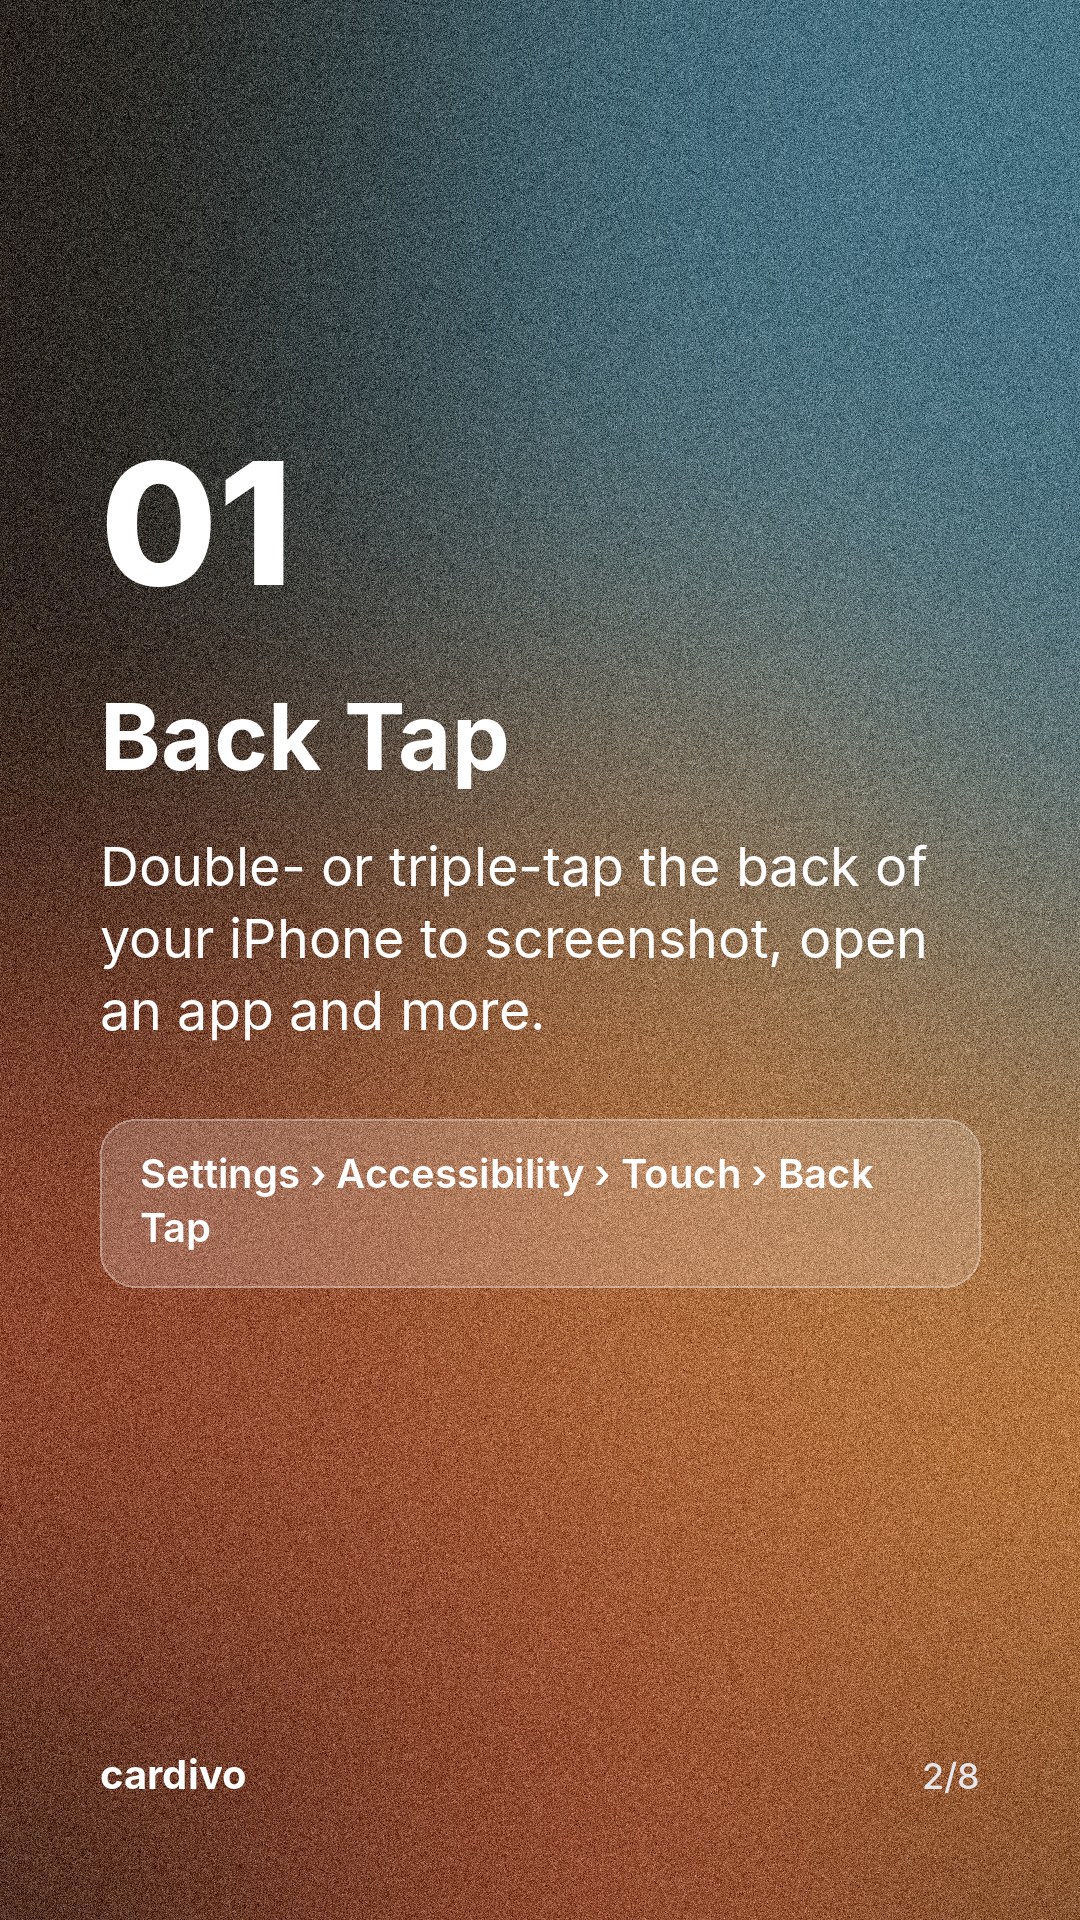 01
Back Tap
Double- or triple-tap the back of
your iPhone to screenshot, open
an app and more.
Settings › Accessibility › Touch › Back
Tap
cardivo
2/8